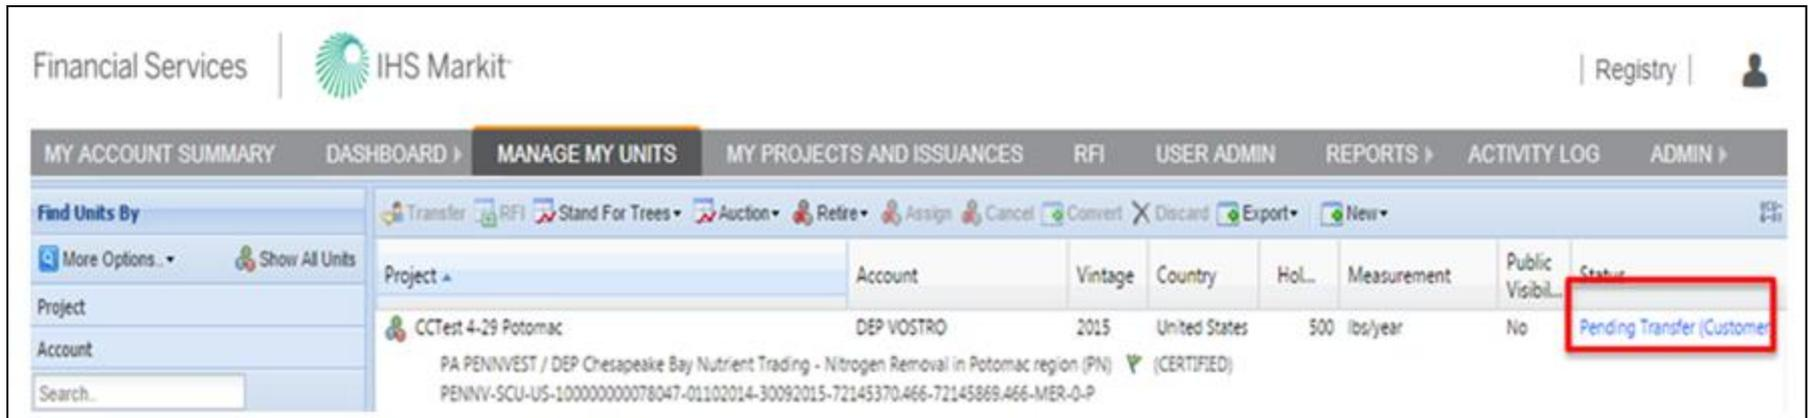 Financial Services
IHS Markit
| Registry |
MY ACCOUNT SUMMARY DASHBOARD MANAGE MY UNITS MY PROJECTS AND ISSUANCES RFI USER ADMIN REPORTS ACTIVITY LOG ADMIN
Find Units By
Transfer RFI Stand For Trees Auction Retire Assign Cancel Convert Discard Export New
More Options.. Show All Units
Project Account Vintage Country Hol... Measurement Public Visibil... Status
Project
CCTest 4-29 Potomac DEP VOSTRO 2015 United States 500 lbs/year No Pending Transfer (Customer
Account
PA PENNVEST / DEP Chesapeake Bay Nutrient Trading - Nitrogen Removal in Potomac region (PN) (CERTIFIED)
Search..
PENNV-SCU-US-100000000078047-01102014-30092015-72145370.466-72145869.466-MER-0-P